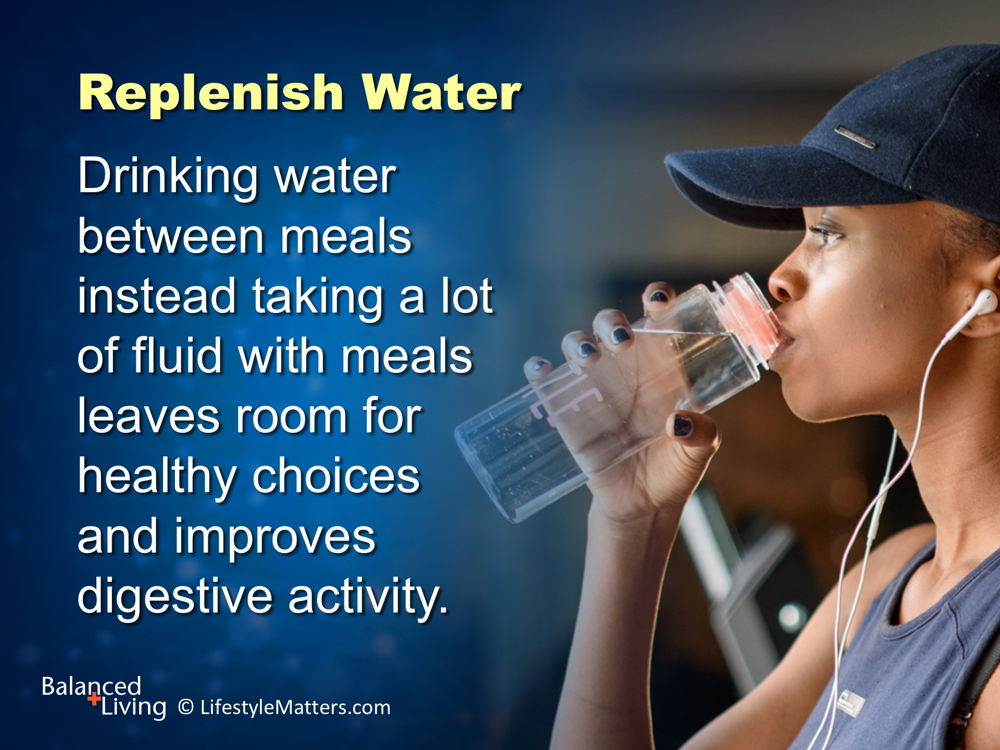 Replenish Water
Drinking water
between meals
instead taking a lot
of fluid with meals
leaves room for
healthy choices
and improves
digestive activity.
Balanced
Living © LifestyleMatters.com